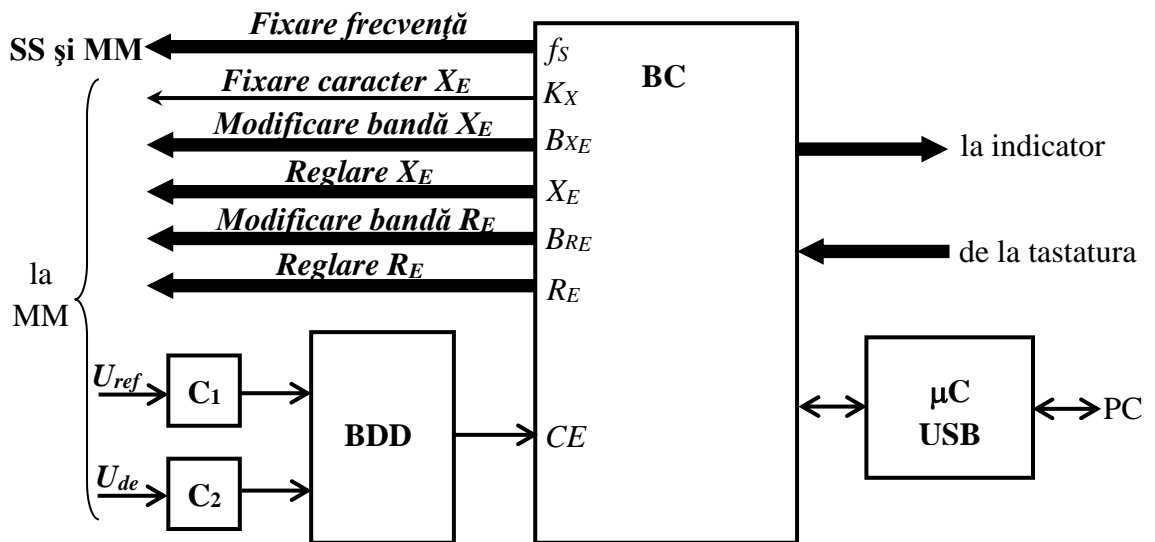 Fixare frecvenţă
SS şi MM
fS
BC
Fixare caracter XE
KX
Modificare bandă XE
BXE
la indicator
Reglare XE
XE
Modificare bandă RE
BRE
de la tastatura
Reglare RE
RE
la
MM
Uref
C1
BDD
CE
Ude
C2
µC
USB
PC